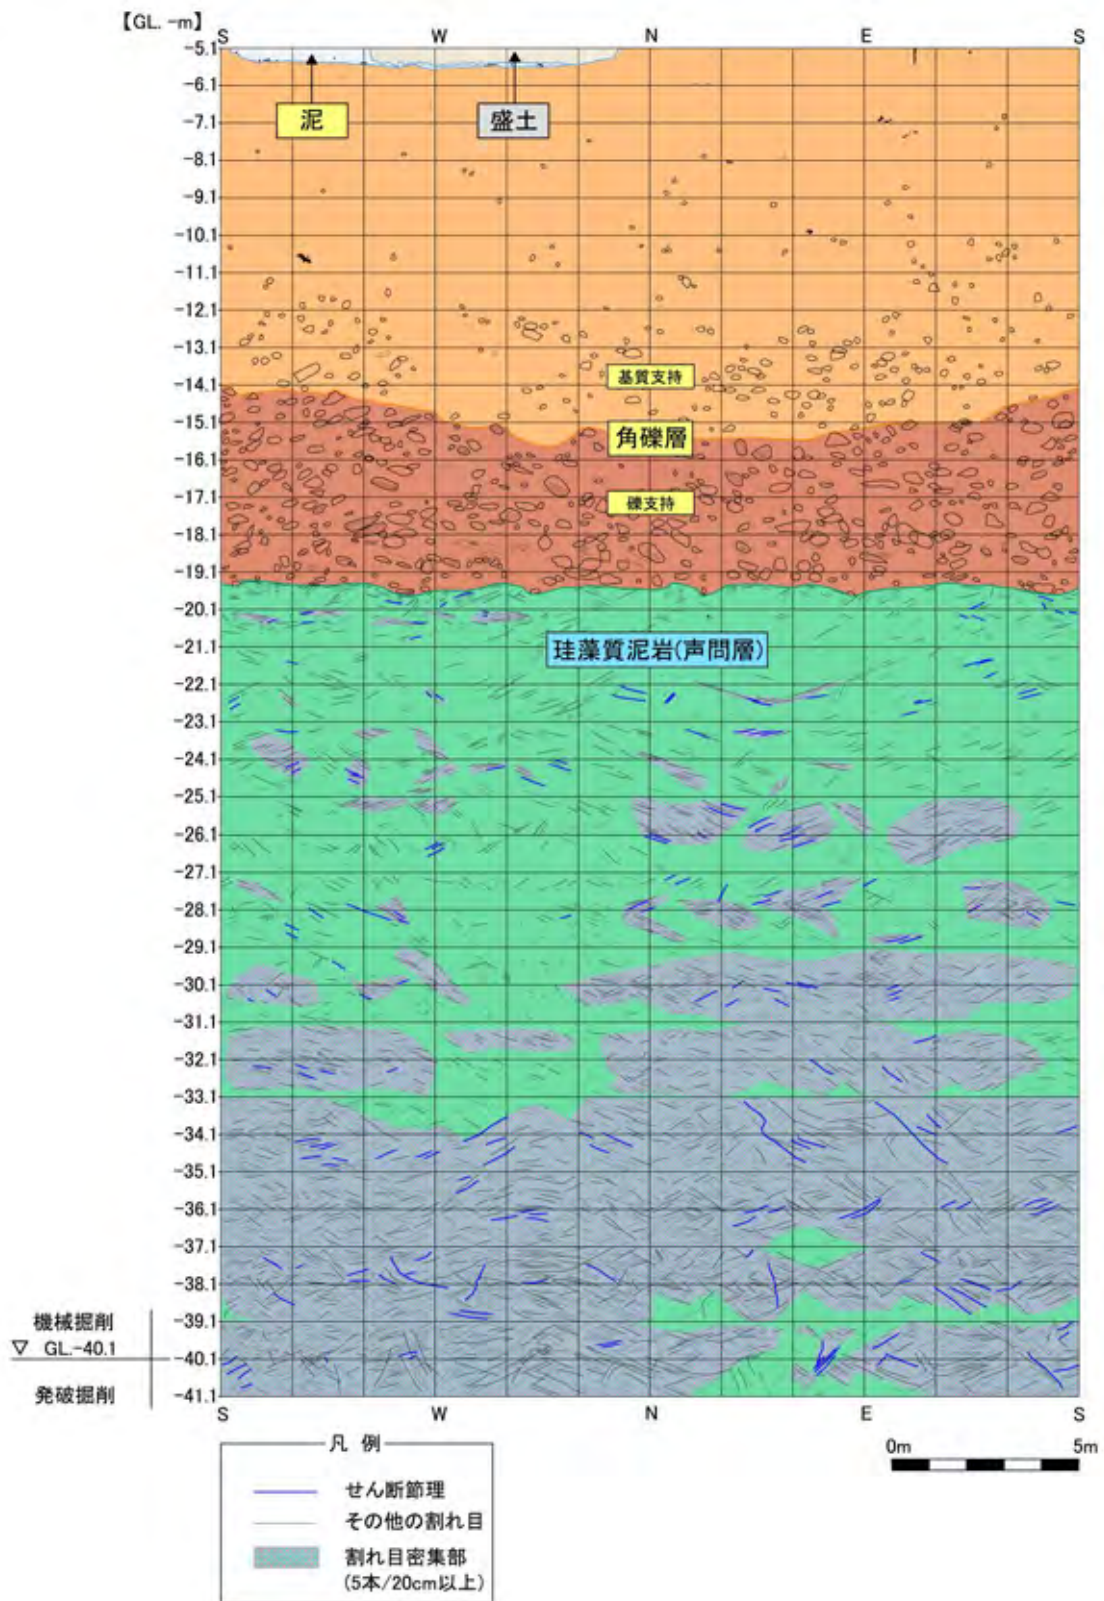 【GL. -m】
S W N E S
-5.1
-6.1
泥 盛土
-7.1
-8.1
-9.1
-10.1
-11.1
-12.1
-13.1
基質支持
-14.1
-15.1
角礫層
-16.1
-17.1
礫支持
-18.1
-19.1
-20.1
-21.1
珪藻質泥岩(声問層)
-22.1
-23.1
-24.1
-25.1
-26.1
-27.1
-28.1
-29.1
-30.1
-31.1
-32.1
-33.1
-34.1
-35.1
-36.1
-37.1
-38.1
-39.1
機械掘削
▽ GL.-40.1
-40.1
発破掘削
-41.1
S W N E S
凡 例
せん断節理
その他の割れ目
割れ目密集部
(5本/20cm以上)
0m 5m